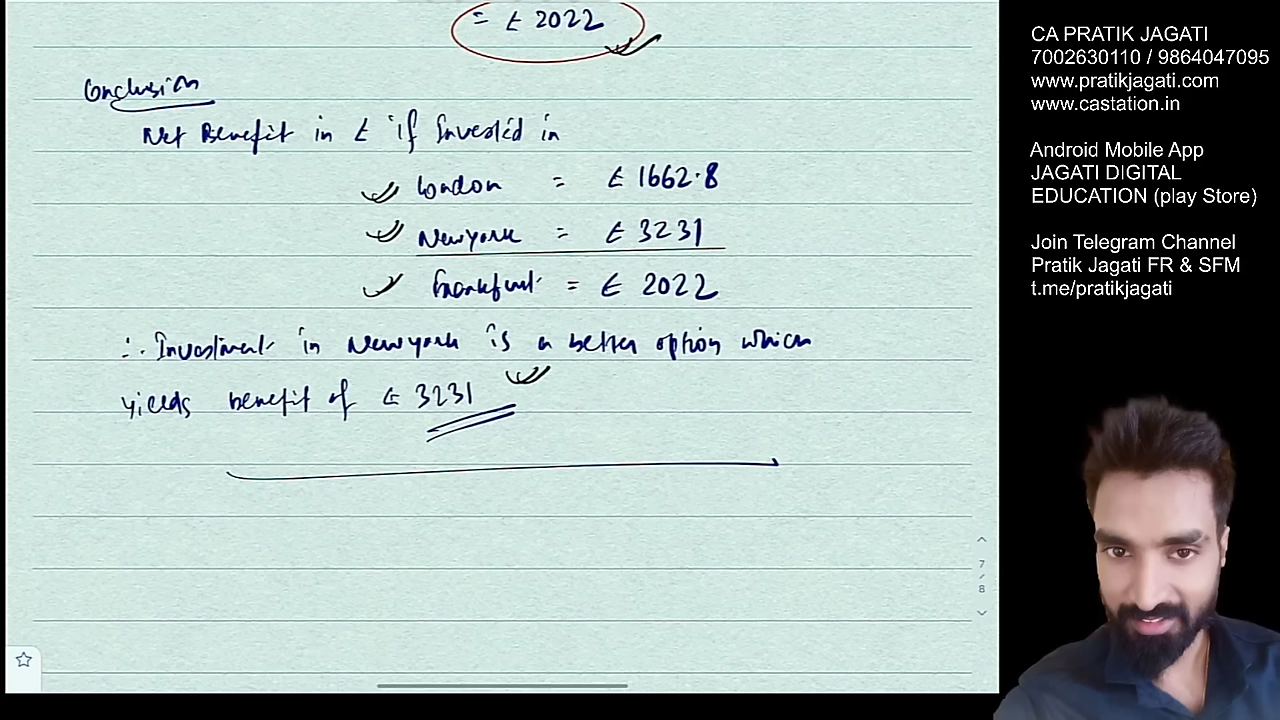 = £ 2022
Conclusion
Net Benefit in £ if Invested in
London = £ 1662.8
Newyork = £ 3231
Frankfurt = £ 2022
∴ Investment in Newyork is a better option which
yields benefit of £ 3231
7
/
8
CA PRATIK JAGATI
7002630110 / 9864047095
www.pratikjagati.com
www.castation.in
Android Mobile App
JAGATI DIGITAL
EDUCATION (play Store)
Join Telegram Channel
Pratik Jagati FR & SFM
t.me/pratikjagati